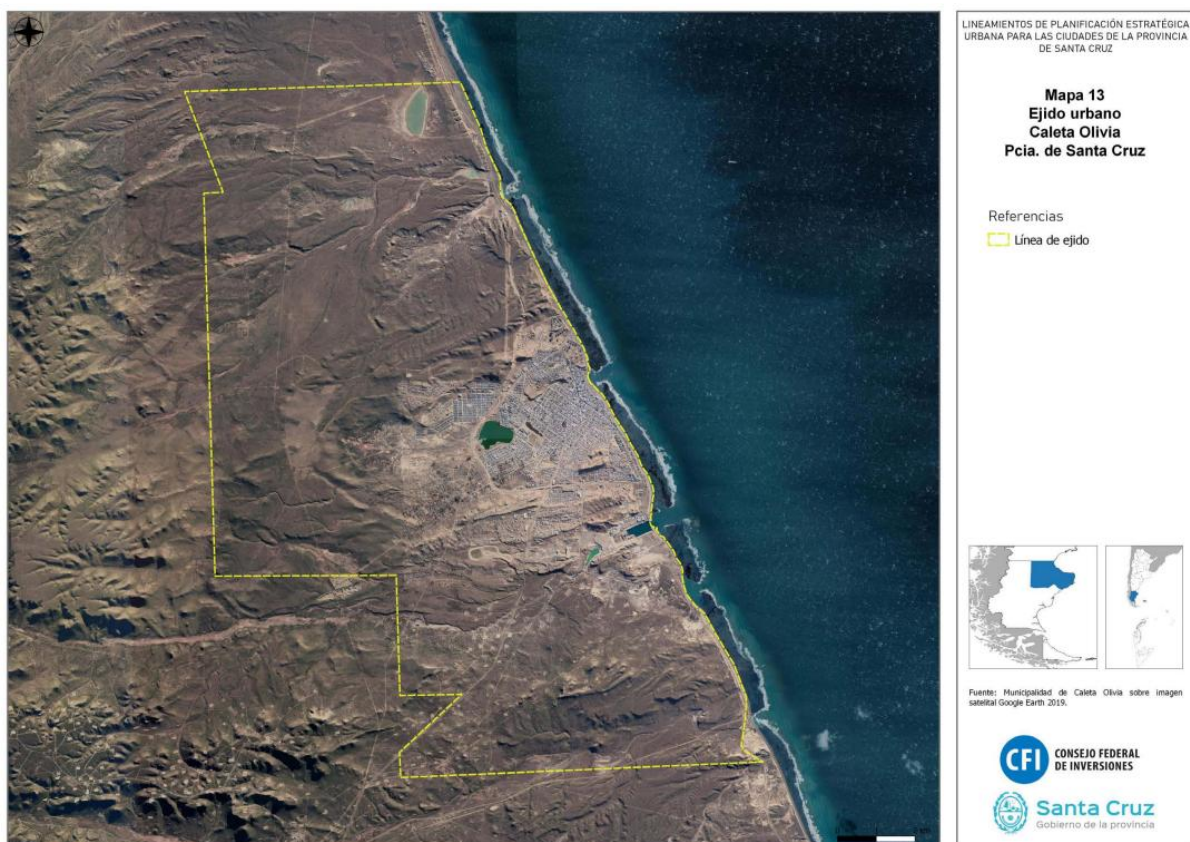 LINEAMIENTOS DE PLANIFICACIÓN ESTRATÉGICA
URBANA PARA LAS CIUDADES DE LA PROVINCIA
DE SANTA CRUZ
Mapa 13
Ejido urbano
Caleta Olivia
Pcia. de Santa Cruz
Referencias
Línea de ejido
Fuente: Municipalidad de Caleta Olivia sobre imagen
satelital Google Earth 2019.
CFI CONSEJO FEDERAL
DE INVERSIONES
Santa Cruz
Gobierno de la provincia